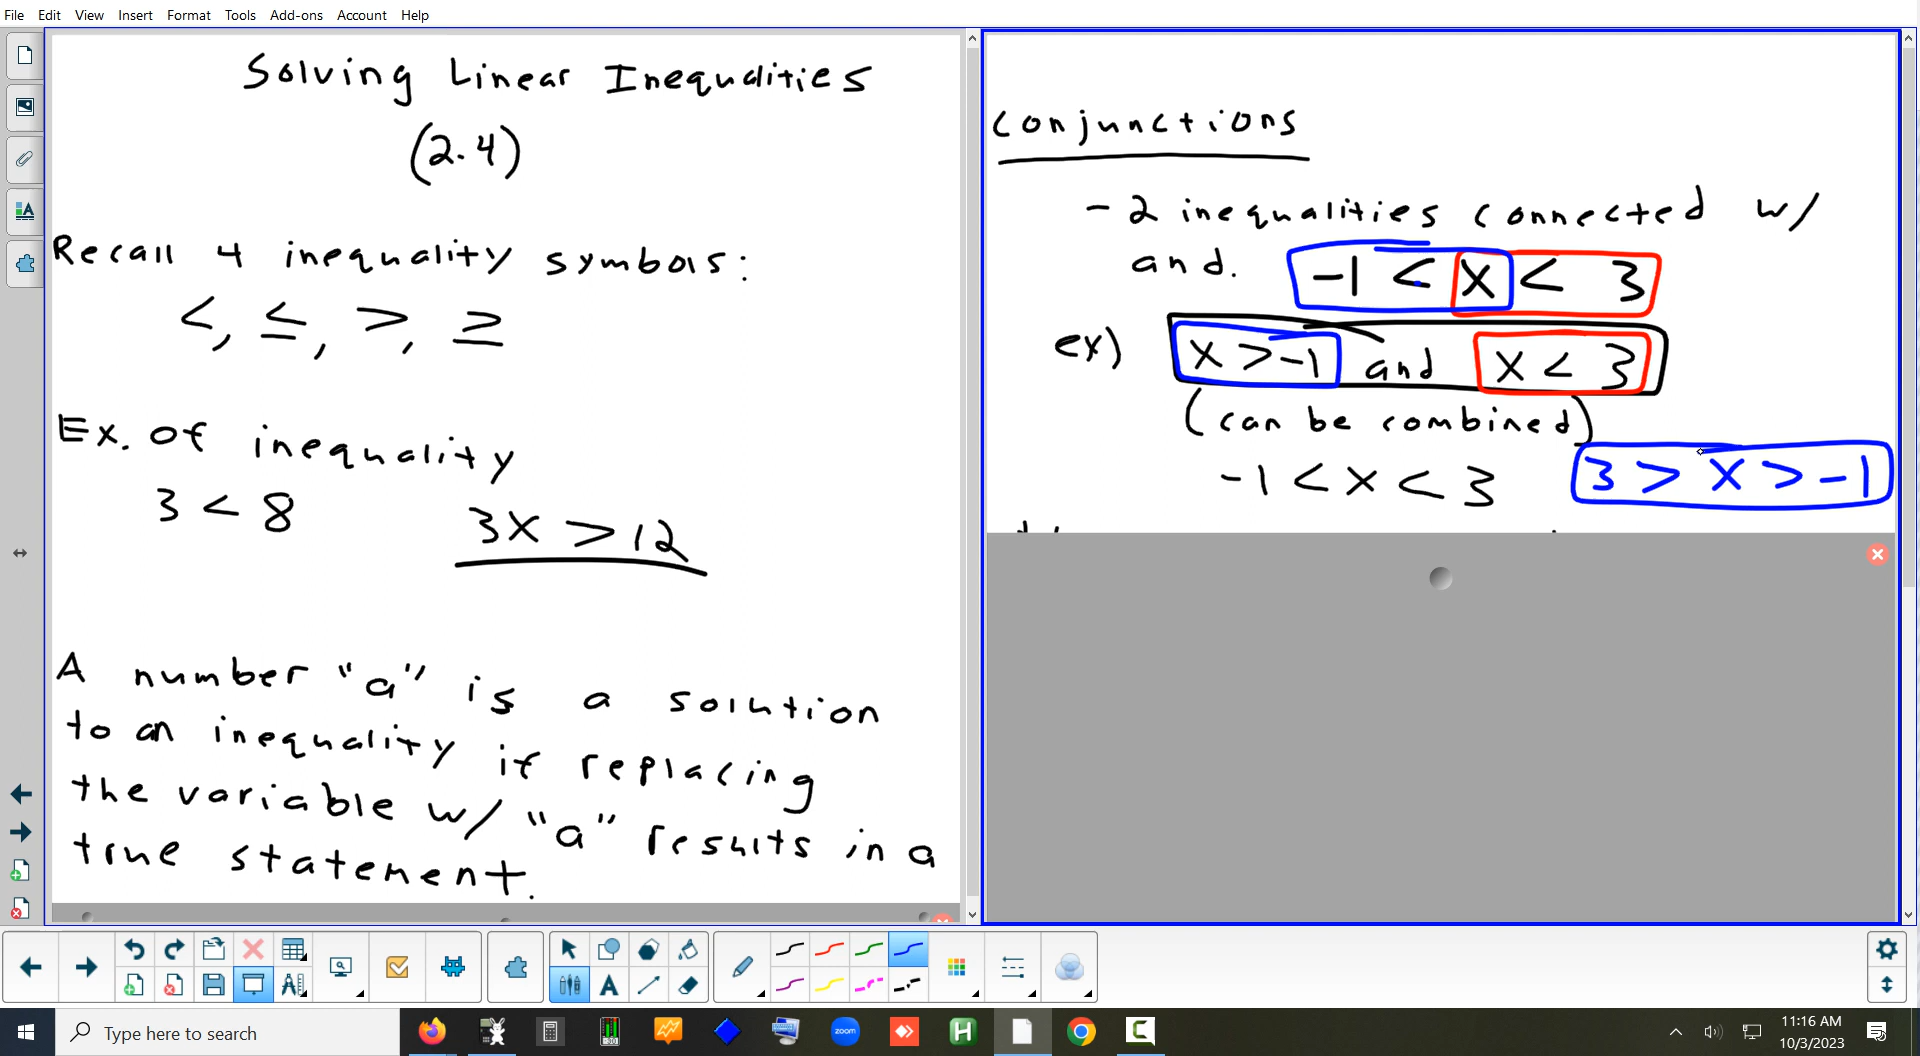 File Edit View Insert Format Tools Add-ons Account Help
Solving Linear Inequalities
(2.4)
Recall 4 inequality symbols:
<, ≤, >, ≥
Ex. of inequality
3 < 8
3x > 12
A number "a" is a solution
to an inequality if replacing
the variable w/ "a" results in a
true statement.
Conjunctions
- 2 inequalities connected w/
and. -1 < x < 3
ex) x > -1 and x < 3
(can be combined)
-1 < x < 3
3 > x > -1
Type here to search
zoom
11:16 AM
10/3/2023